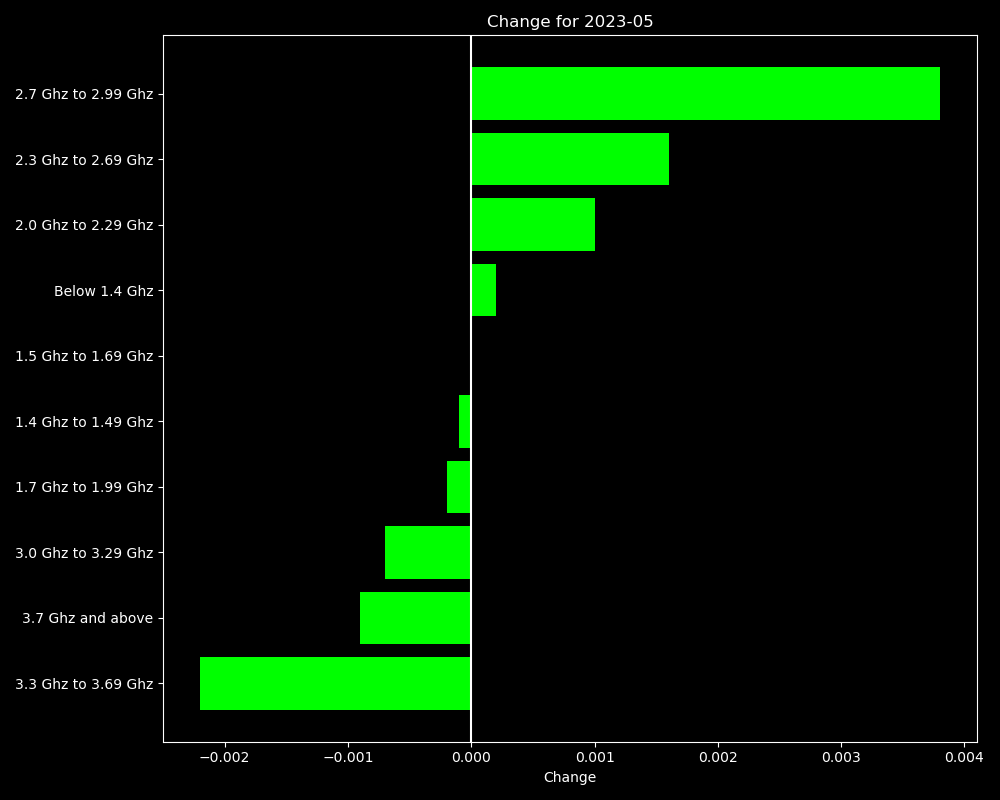 Change for 2023-05
2.7 Ghz to 2.99 Ghz
2.3 Ghz to 2.69 Ghz
2.0 Ghz to 2.29 Ghz
Below 1.4 Ghz
1.5 Ghz to 1.69 Ghz
1.4 Ghz to 1.49 Ghz
1.7 Ghz to 1.99 Ghz
3.0 Ghz to 3.29 Ghz
3.7 Ghz and above
3.3 Ghz to 3.69 Ghz
−0.002 −0.001 0.000 0.001 0.002 0.003 0.004
Change